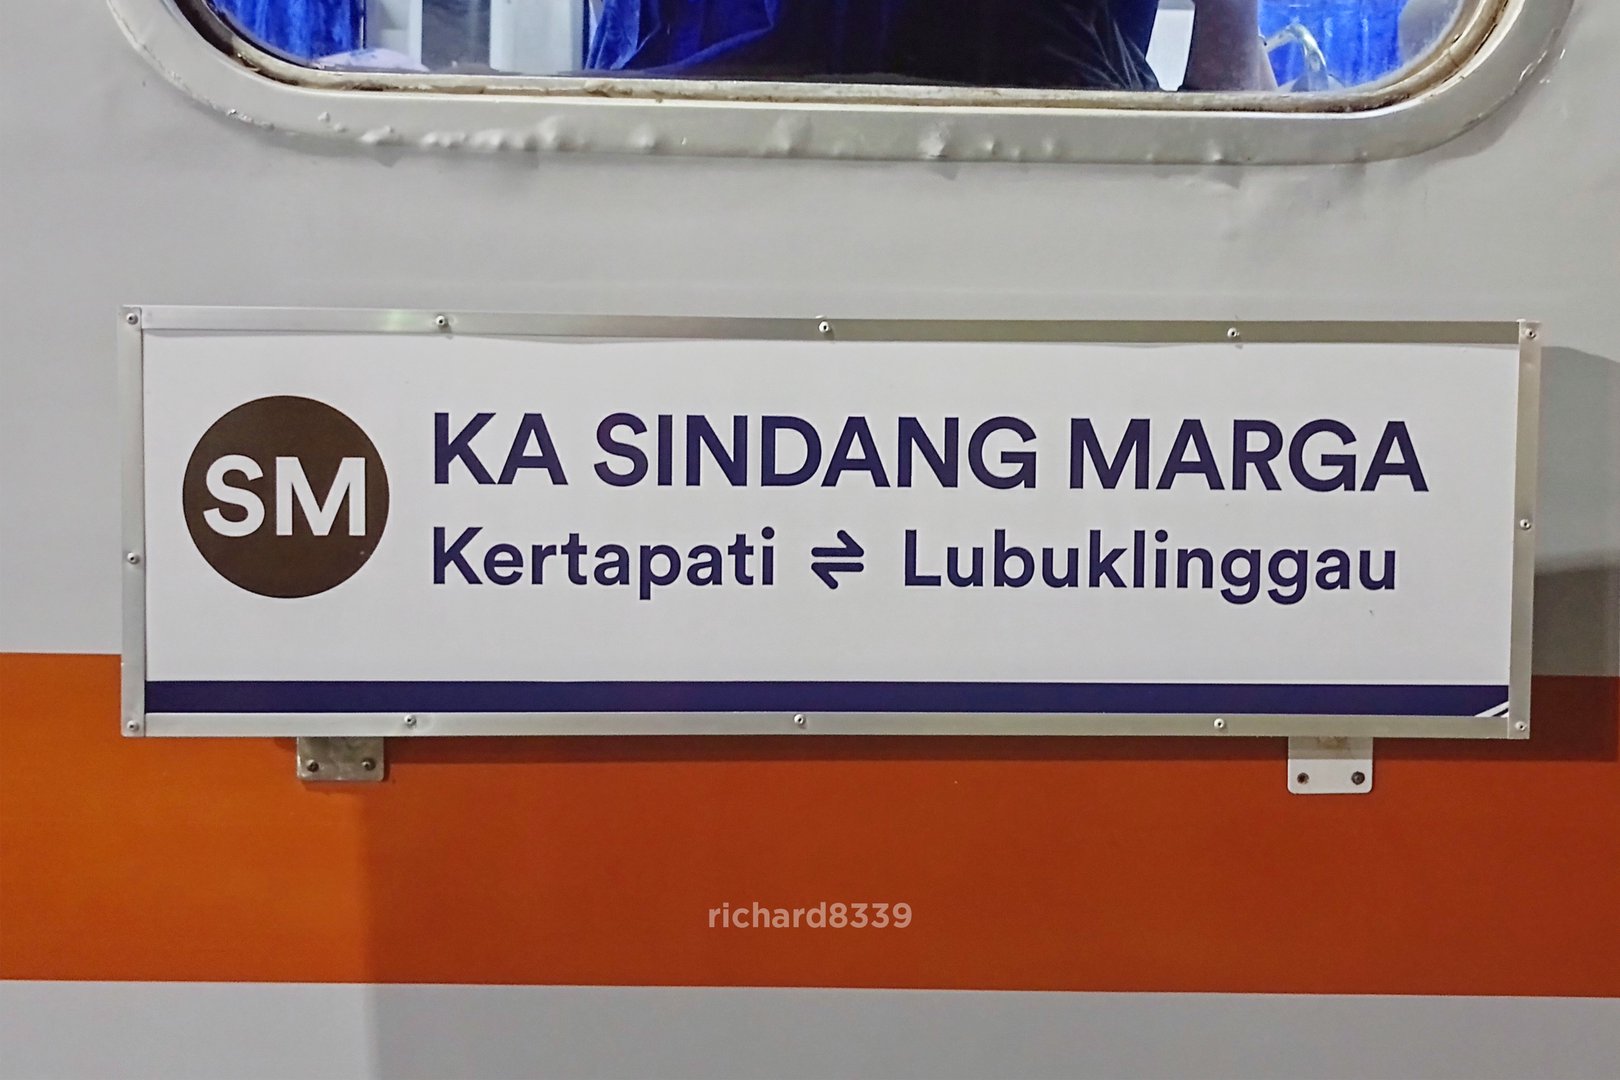 SM
KA SINDANG MARGA
Kertapati ⇌ Lubuklinggau
richard8339